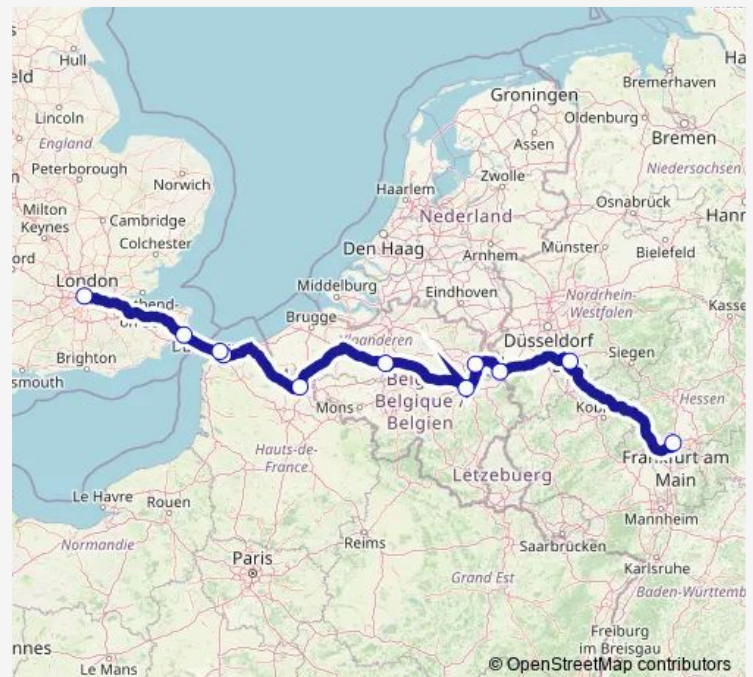 Hull
Ha
Bremerhaven
Groningen
Oldenburg
Bremen
Lincoln
England
Assen
Niedersachsen
Peterborough
Norwich
Zwolle
Haarlem
Osnabrück
Milton
Keynes
Cambridge
Nederland
Hann
Colchester
Den Haag
Arnhem
Münster
Bielefeld
ord
London
Middelburg
Eindhoven
Nordrhein-
Westfalen
Kasse
thend-
Brugge
Vlaanderen
Düsseldorf
Siegen
smouth
Brighton
Mons
Belgique /
Belgien
Hessen
Hauts-de-
France
Frankfurt am
Main
Lëtzebuerg
Le Havre
Rouen
Mannheim
Normandie
Reims
Saarbrücken
Paris
Karlsruhe
Grand Est
Baden-Württemb
nnes
Freiburg
im Breisgau
Le Mans
© OpenStreetMap contributors